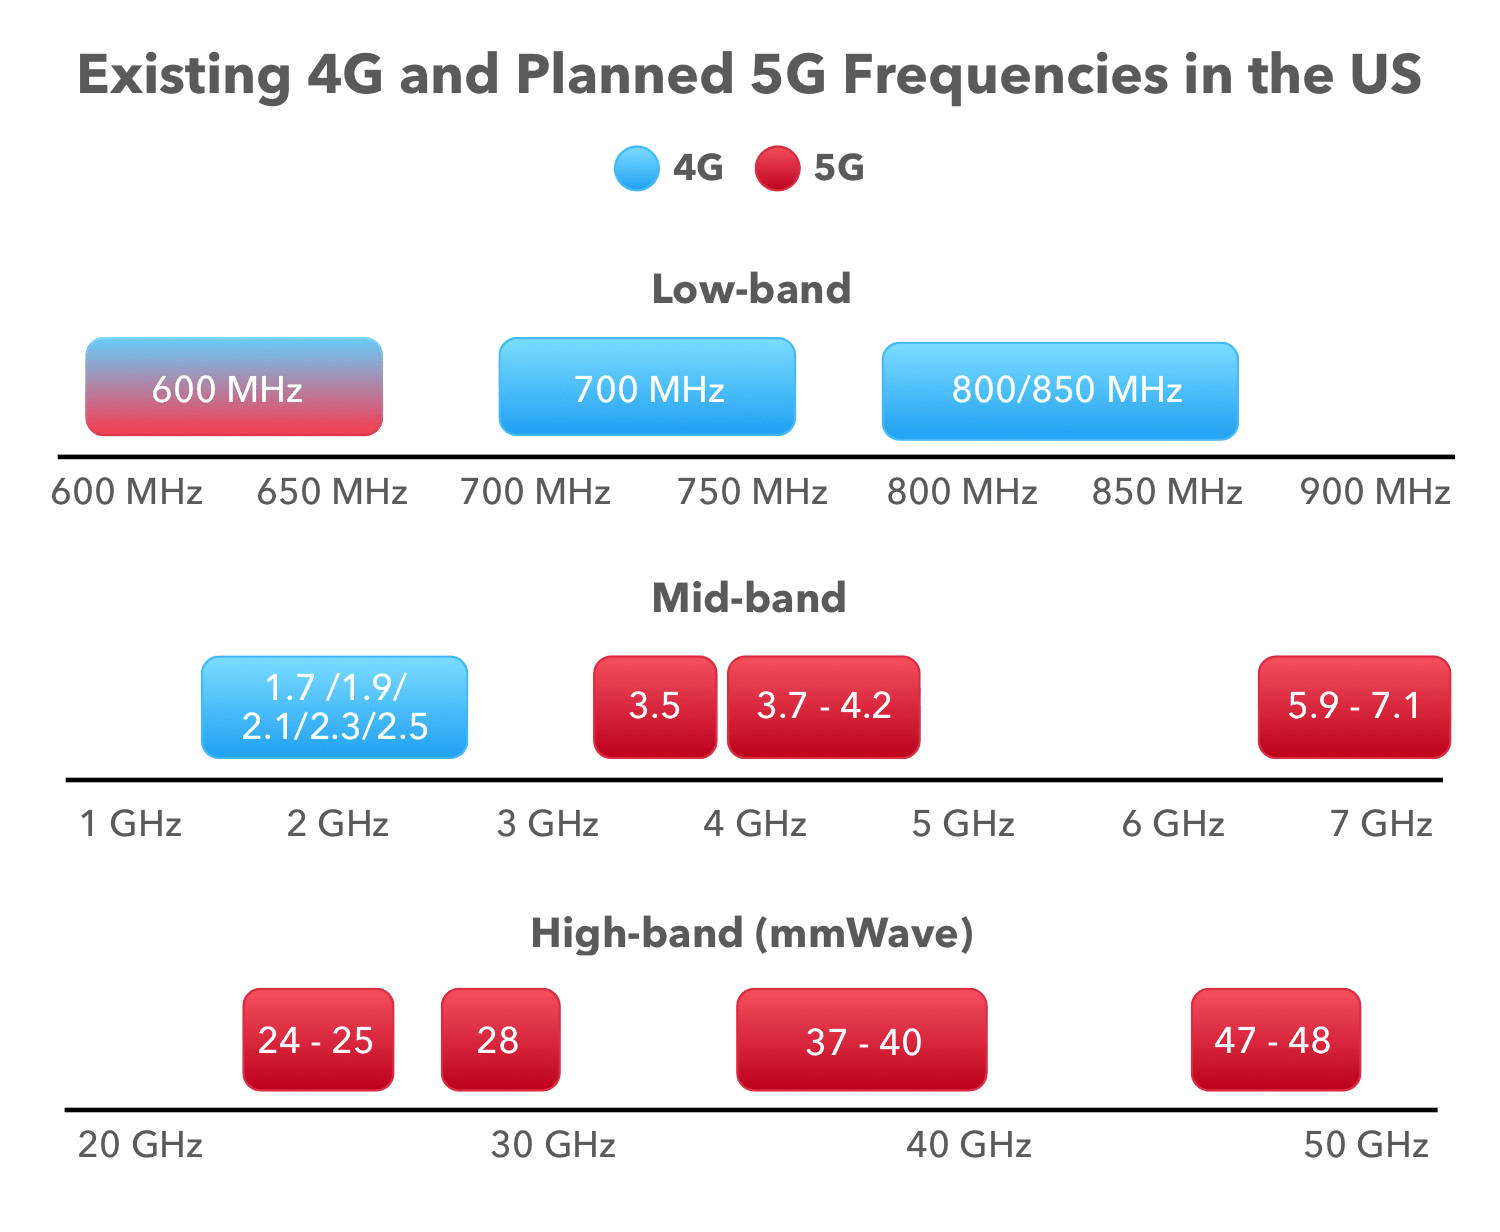 Existing 4G and Planned 5G Frequencies in the US
4G 5G
Low-band
600 MHz 700 MHz 800/850 MHz
600 MHz 650 MHz 700 MHz 750 MHz 800 MHz 850 MHz 900 MHz
Mid-band
1.7 /1.9/
2.1/2.3/2.5
3.5 3.7 - 4.2 5.9 - 7.1
1 GHz 2 GHz 3 GHz 4 GHz 5 GHz 6 GHz 7 GHz
High-band (mmWave)
24 - 25 28 37 - 40 47 - 48
20 GHz 30 GHz 40 GHz 50 GHz